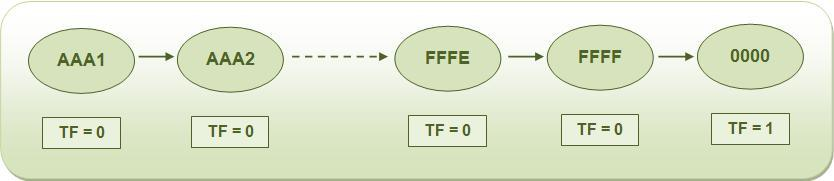 AAA1 AAA2 FFFE FFFF 0000
TF = 0 TF = 0 TF = 0 TF = 0 TF = 1